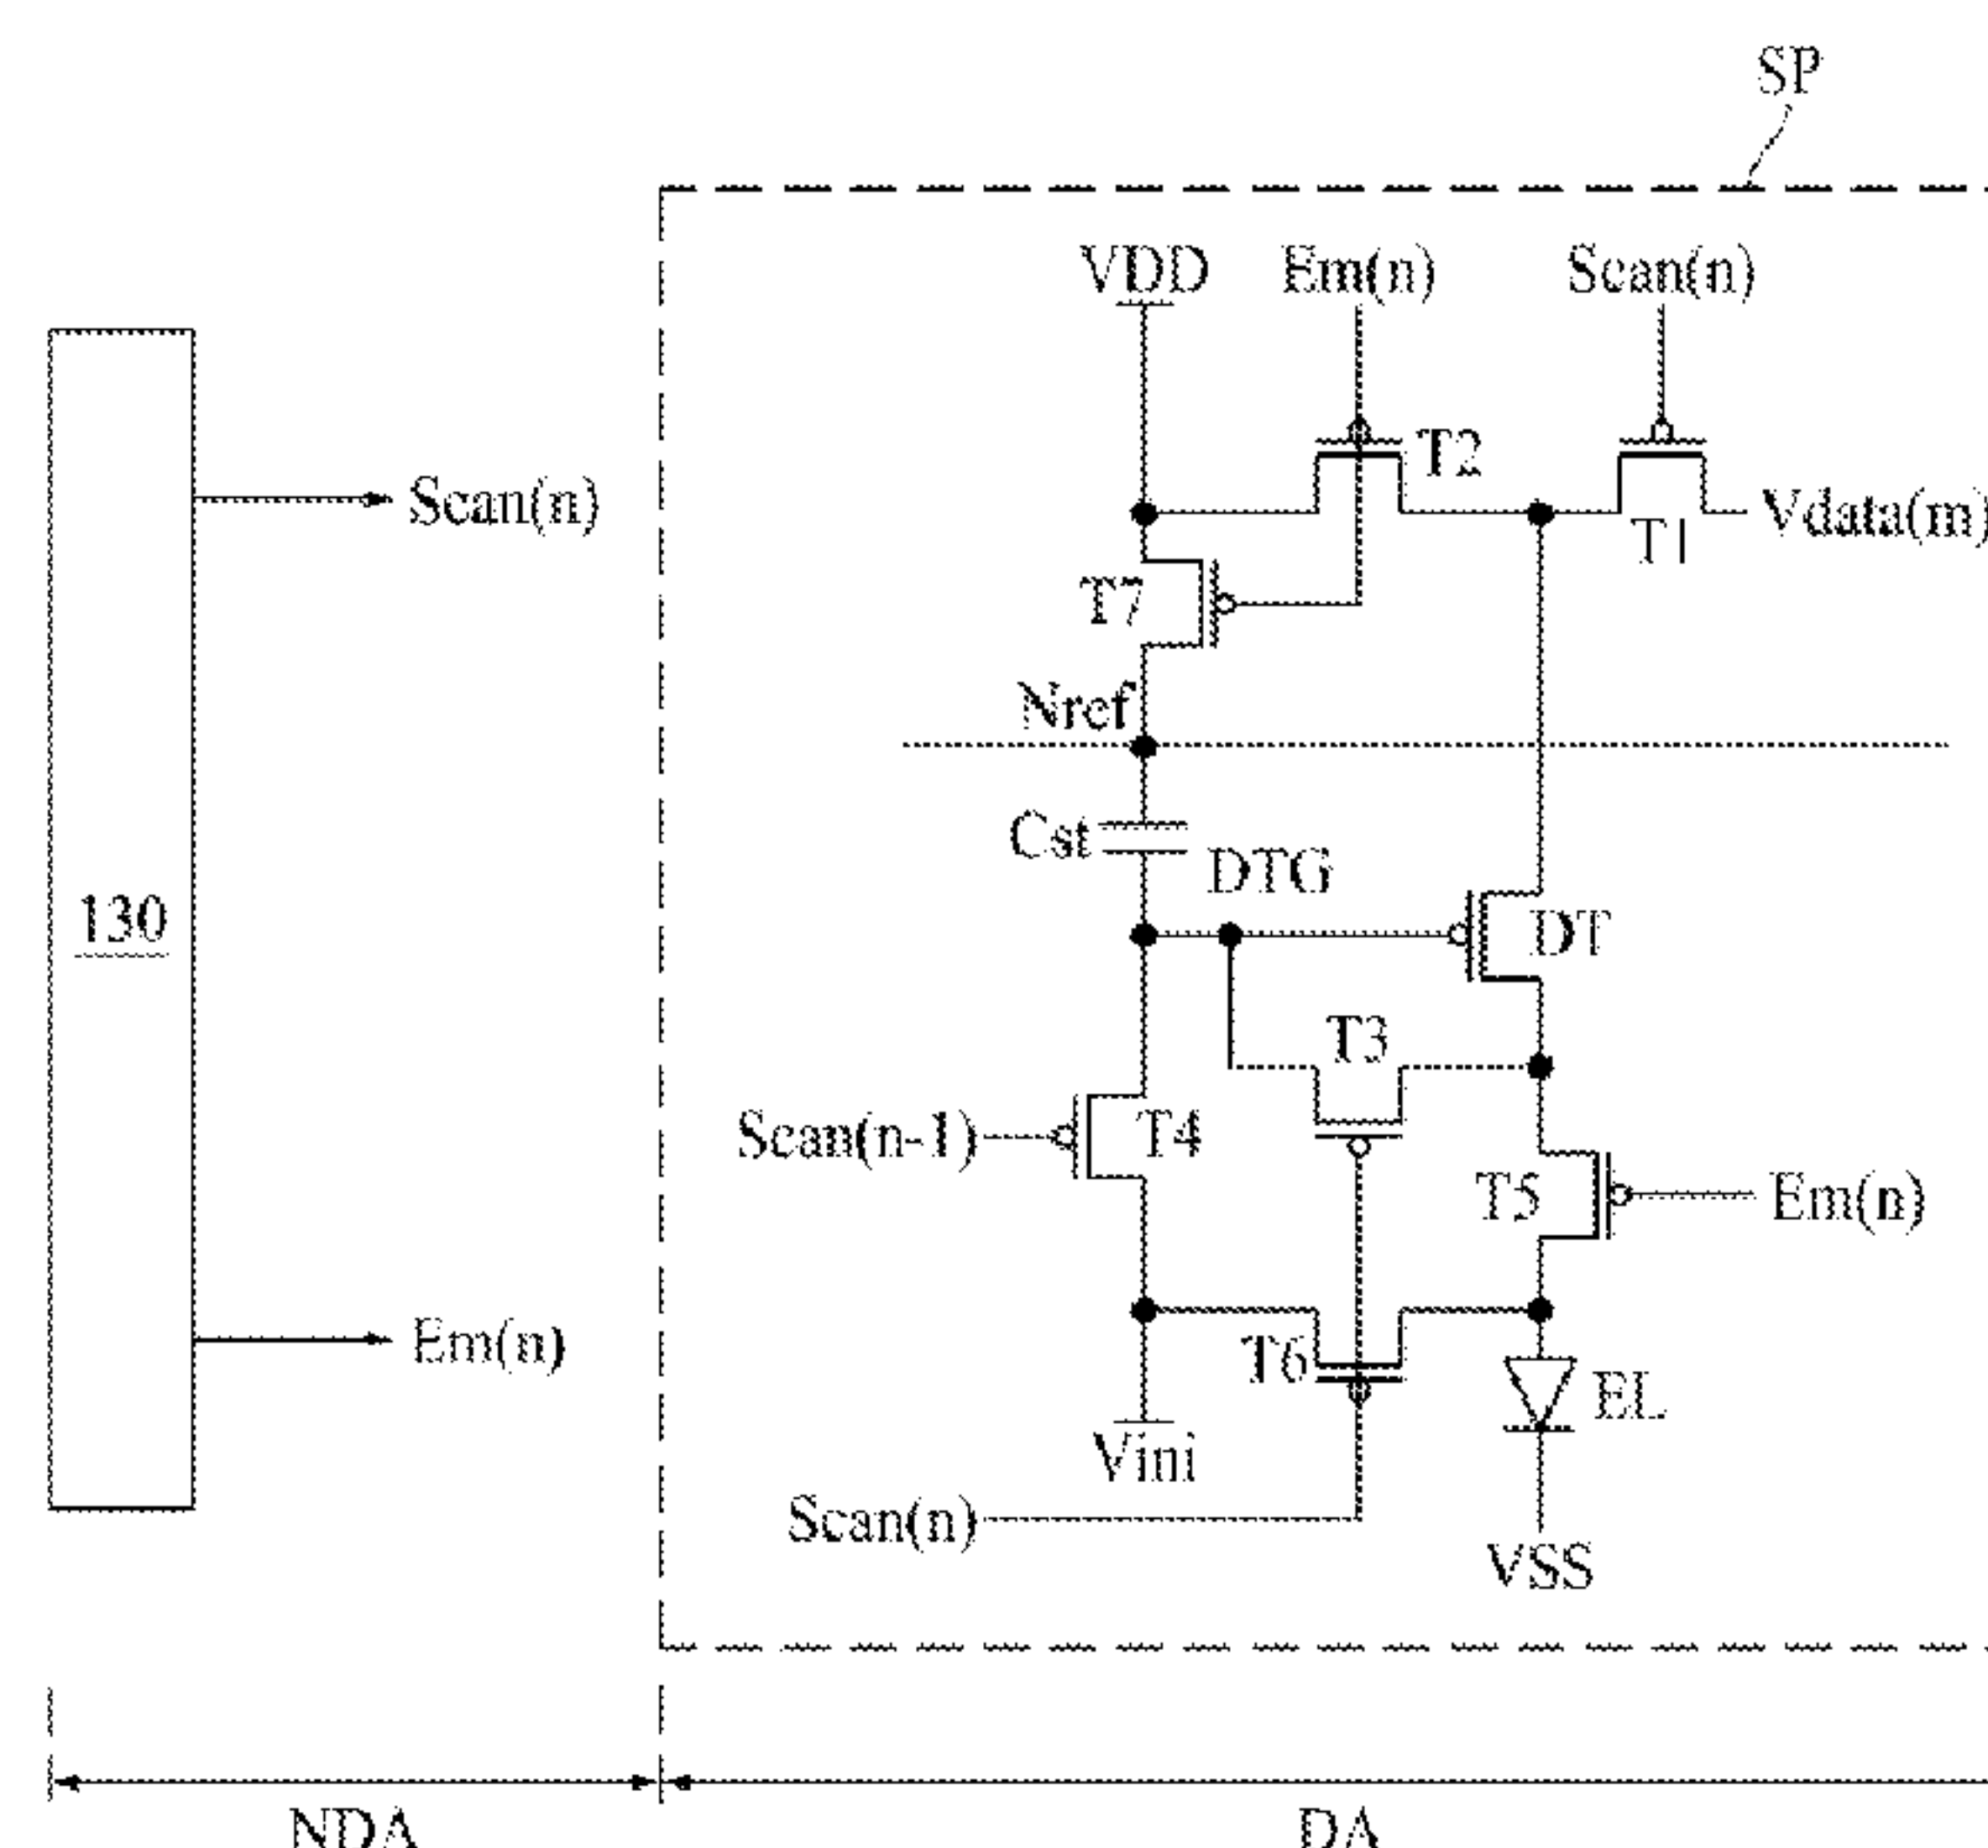 SP
VDD Em(n) Scan(n)
T2
Scan(n)
Vdata(m)
T1
T7
Nref
Cst
DTG
130
DT
T3
Scan(n-1)
T4
T5
Em(n)
Em(n)
T6
EL
Vini
Scan(n)
VSS
NDA
DA